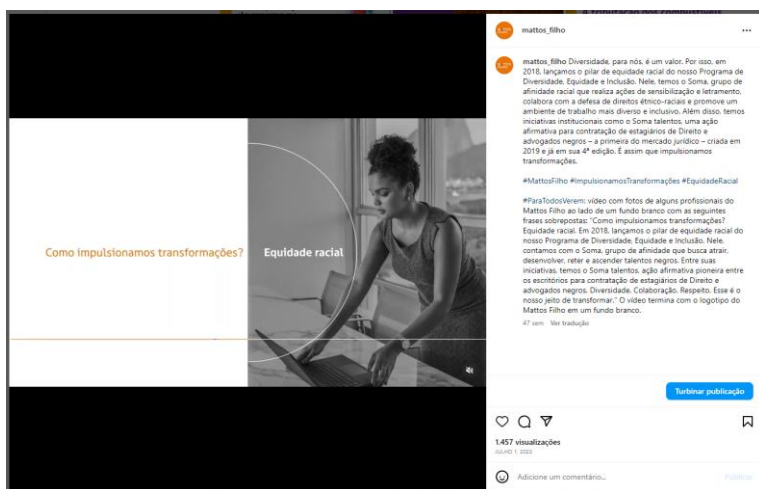 A tributação dos combustíveis
Como impulsionamos transformações?
Equidade racial
mattos_filho
mattos_filho Diversidade, para nós, é um valor. Por isso, em
2018, lançamos o pilar de equidade racial do nosso Programa de
Diversidade, Equidade e Inclusão. Nele, temos o Soma, grupo de
afinidade racial que realiza ações de sensibilização e letramento,
colabora com a defesa de direitos étnico-raciais e promove um
ambiente de trabalho mais diverso e inclusivo. Além disso, temos
iniciativas institucionais como o Soma talentos, uma ação
afirmativa para contratação de estagiários de Direito e
advogados negros – a primeira do mercado jurídico – criada em
2019 e já em sua 4ª edição. É assim que impulsionamos
transformações.
#MattosFilho #ImpulsionamosTransformações #EquidadeRacial
#ParaTodosVerem: vídeo com fotos de alguns profissionais do
Mattos Filho ao lado de um fundo branco com as seguintes
frases sobrepostas: "Como impulsionamos transformações?
Equidade racial. Em 2018, lançamos o pilar de equidade racial do
nosso Programa de Diversidade, Equidade e Inclusão. Nele,
contamos com o Soma, grupo de afinidade que busca atrair,
desenvolver, reter e ascender talentos negros. Entre suas
iniciativas, temos o Soma talentos, ação afirmativa pioneira entre
os escritórios para contratação de estagiários de Direito e
advogados negros. Diversidade. Colaboração. Respeito. Esse é o
nosso jeito de transformar." O vídeo termina com o logotipo do
Mattos Filho em um fundo branco.
47 sem Ver tradução
Turbinar publicação
1.457 visualizações
Adicione um comentário...
Publicar